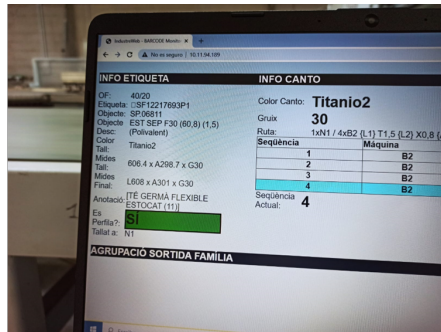 IndustriWeb - BARCODE Monito
No es seguro | 10.11.94.189
INFO ETIQUETA
OF: 40/20
Etiqueta: SF12217693P1
Objecte: SP.06811
Objecte EST SEP F30 (60,8) (1,5)
Desc: (Polivalent)
Color Tall: Titanio2
Mides Tall: 606.4 x A298.7 x G30
Mides Final: L608 x A301 x G30
Anotació: [TÉ GERMÀ FLEXIBLE
ESTOCAT (11)]
Es Perfila?: SÍ
Tallat a: N1
INFO CANTO
Color Canto: Titanio2
Gruix 30
Ruta: 1xN1 / 4xB2 {L1} T1,5 {L2} X0,8
Seqüència Màquina
1 B2
2 B2
3 B2
4 B2
Seqüència Actual: 4
AGRUPACIÓ SORTIDA FAMÍLIA